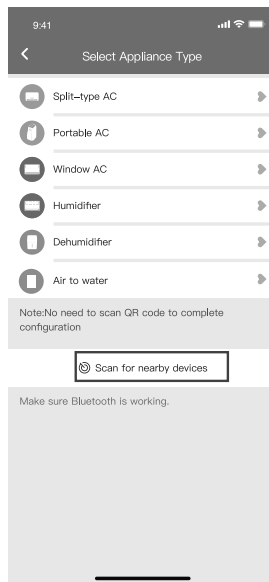 9:41
Select Appliance Type
Split-type AC
Portable AC
Window AC
Humidifier
Dehumidifier
Air to water
Note:No need to scan QR code to complete
configuration
Scan for nearby devices
Make sure Bluetooth is working.